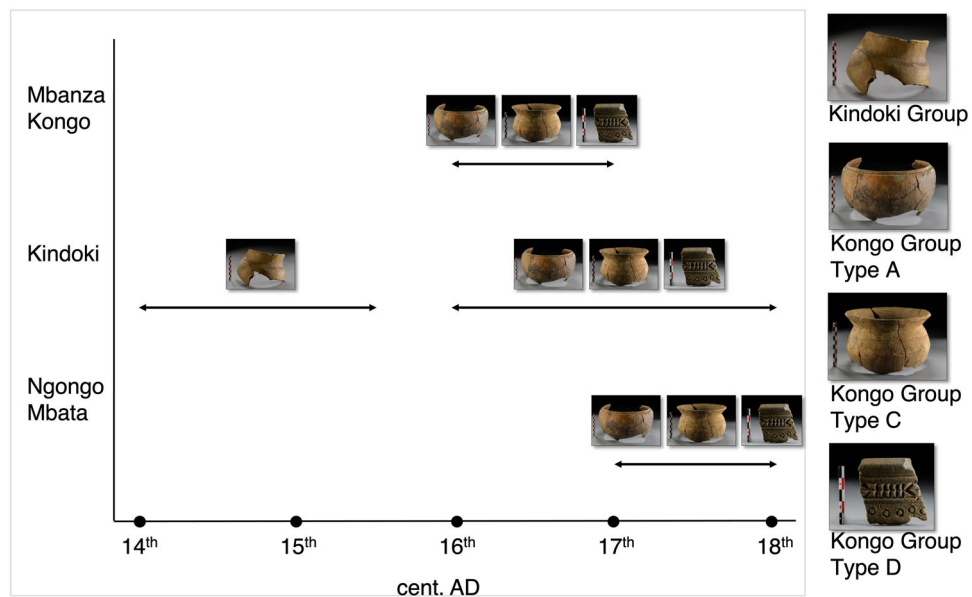 Mbanza
Kongo
Kindoki
Ngongo
Mbata
14th
15th
16th
17th
18th
cent. AD
Kindoki Group
Kongo Group
Type A
Kongo Group
Type C
Kongo Group
Type D